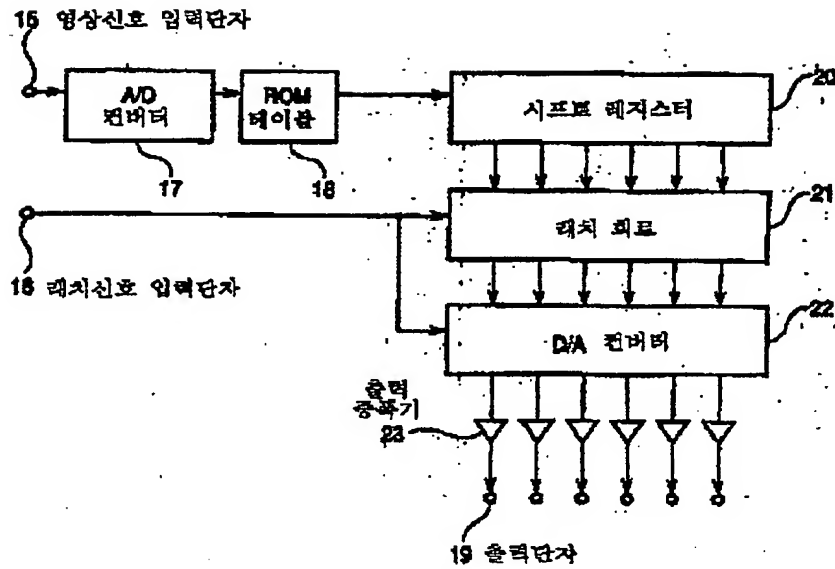 15 영상신호 입력단자
A/D
컨버터
17
ROM
테이블
18
시프트 레지스터
20
래치 회로
21
16 래치신호 입력단자
D/A 컨버터
22
출력
증폭기
23
19 출력단자